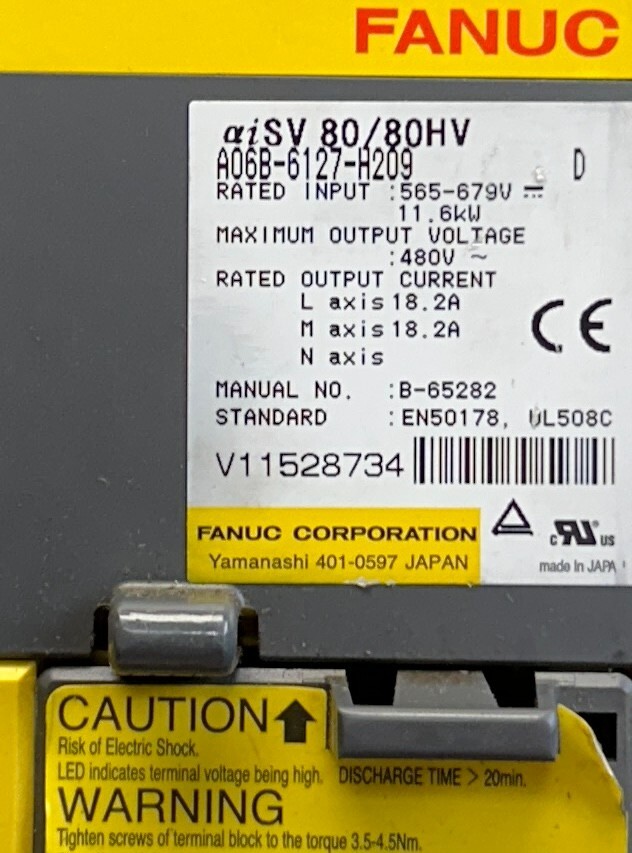 FANUC
αiSV 80/80HV
A06B-6127-H209 D
RATED INPUT :565-679V ⎓
11.6kW
MAXIMUM OUTPUT VOLTAGE
:480V ~
RATED OUTPUT CURRENT
L axis 18.2A
M axis 18.2A
N axis
MANUAL NO. :B-65282
STANDARD :EN50178, UL508C
V11528734
FANUC CORPORATION
Yamanashi 401-0597 JAPAN
CE
c RU® US
made In JAPA
CAUTION
Risk of Electric Shock.
LED indicates terminal voltage being high. DISCHARGE TIME > 20min.
WARNING
Tighten screws of terminal block to the torque 3.5-4.5Nm.